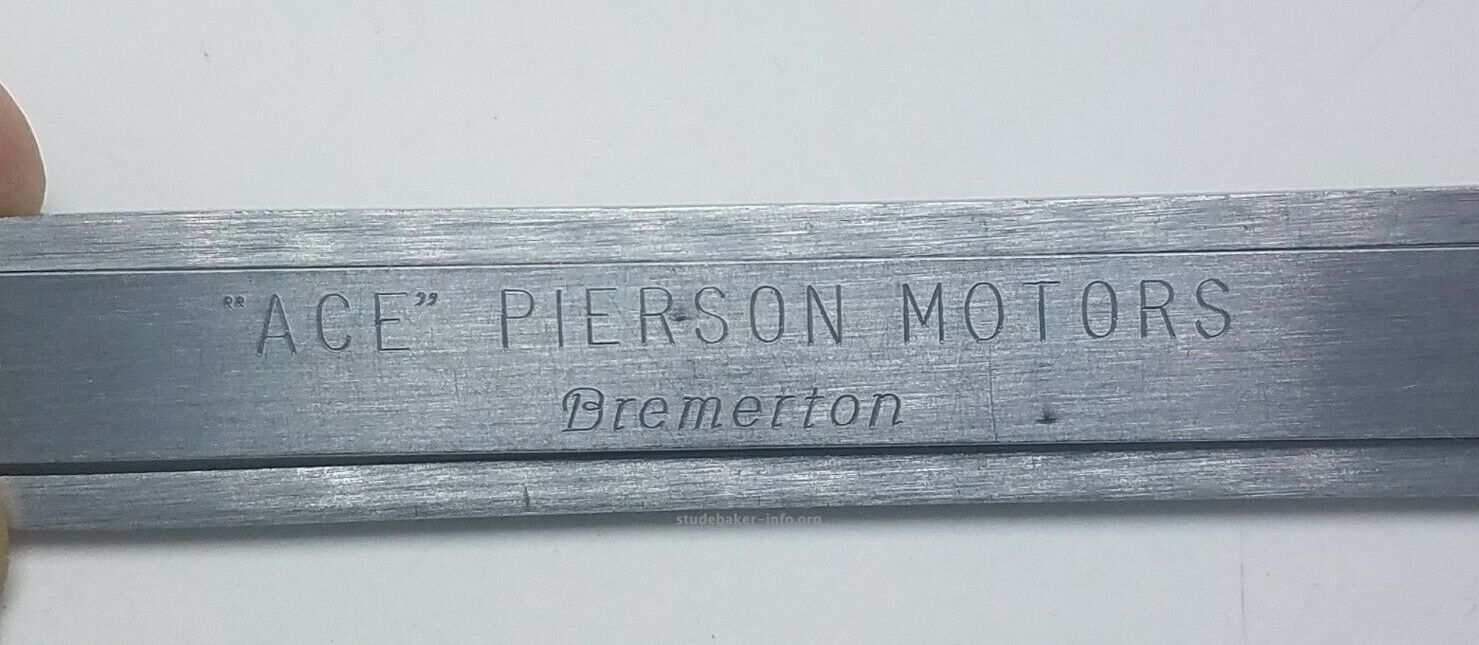 “ACE” PIERSON MOTORS
Bremerton
studebaker-info.org